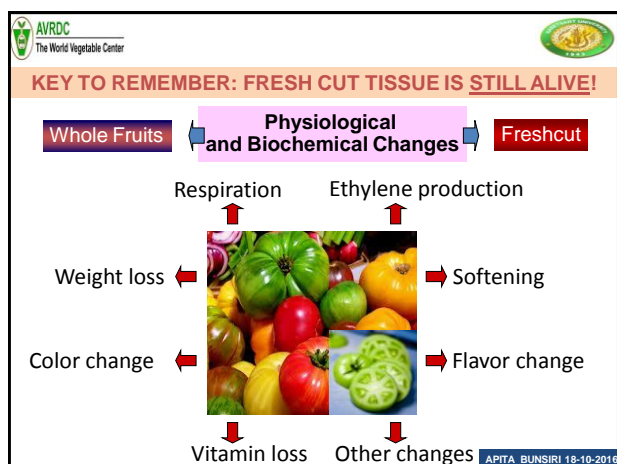 AVRDC
The World Vegetable Center
KEY TO REMEMBER: FRESH CUT TISSUE IS STILL ALIVE!
Whole Fruits
Physiological
and Biochemical Changes
Freshcut
Respiration
Ethylene production
Weight loss
Softening
Color change
Flavor change
Vitamin loss
Other changes
APITA BUNSIRI 18-10-2016